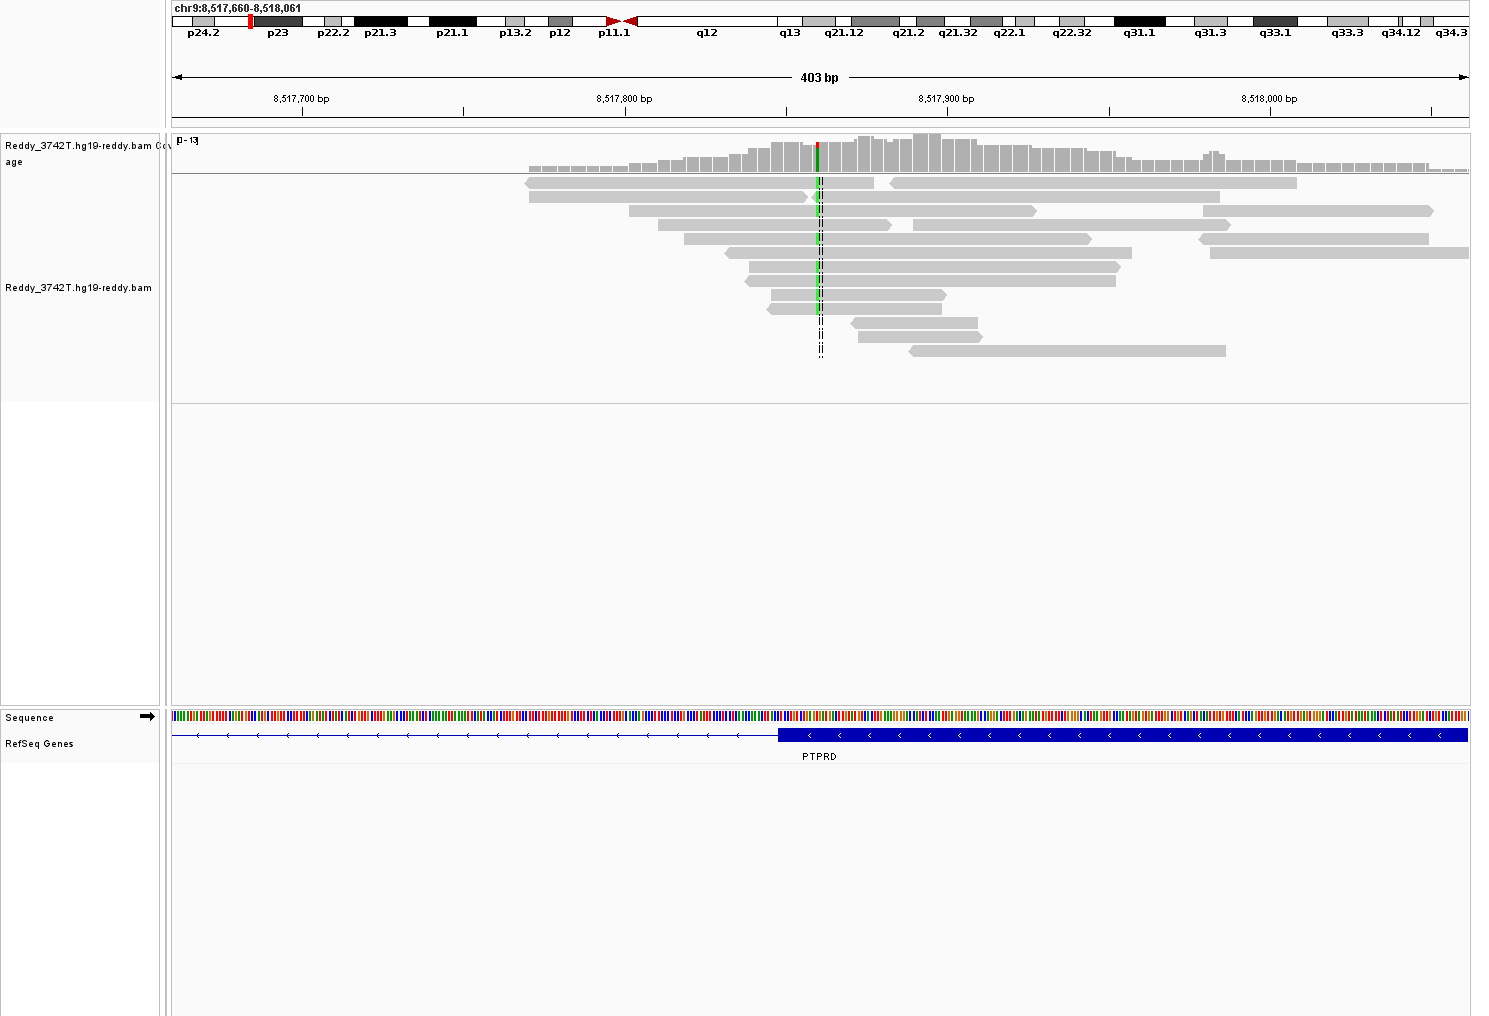 chr9:8,517,660-8,518,061
p24.2 p23 p22.2 p21.3 p21.1 p13.2 p12 p11.1 q12 q13 q21.12 q21.2 q21.32 q22.1 q22.32 q31.1 q31.3 q33.1 q33.3 q34.12 q34.3
403 bp
8,517,700 bp 8,517,800 bp 8,517,900 bp 8,518,000 bp
Reddy_3742T.hg19-reddy.bam Cov
age
[0 - 13]
Reddy_3742T.hg19-reddy.bam
Sequence
RefSeq Genes
PTPRD